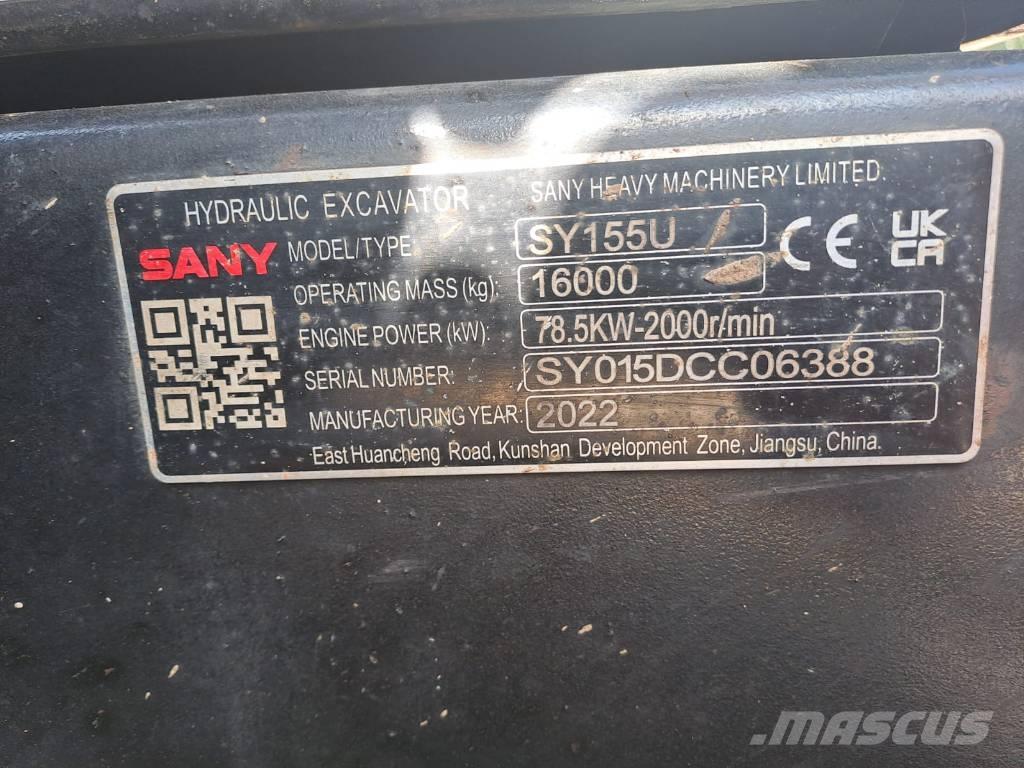 HYDRAULIC EXCAVATOR SANY HEAVY MACHINERY LIMITED.
SANY MODEL/TYPE SY155U CE UK CA
OPERATING MASS (kg): 16000
ENGINE POWER (kW): 78.5KW-2000r/min
SERIAL NUMBER: SY015DCC06388
MANUFACTURING YEAR: 2022
East Huancheng Road, Kunshan Development Zone, Jiangsu, China.
mascus